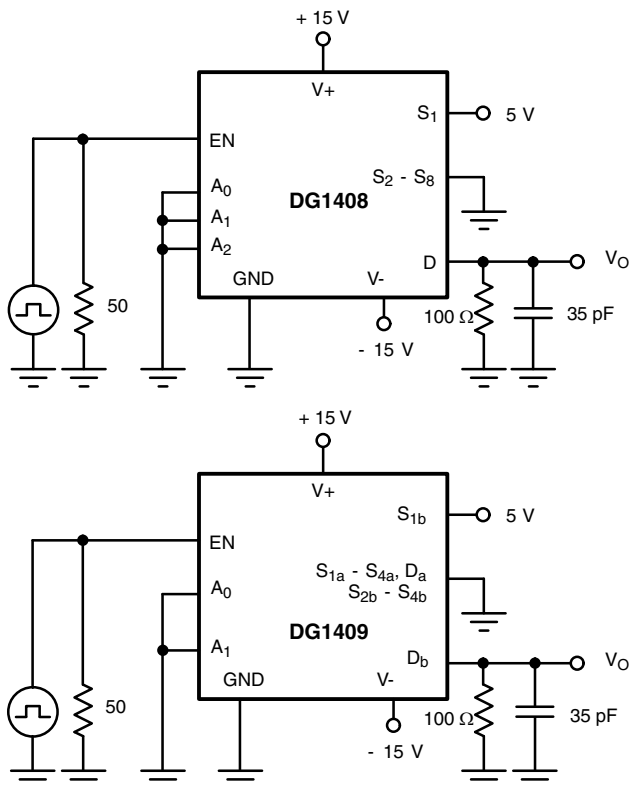 + 15 V
V+
S1
5 V
EN
A0
S2 - S8
A1
DG1408
A2
D
VO
GND
V-
50
100 Ω
35 pF
- 15 V
+ 15 V
V+
S1b
5 V
EN
S1a - S4a, Da
A0
S2b - S4b
DG1409
A1
Db
VO
GND
V-
50
100 Ω
35 pF
- 15 V